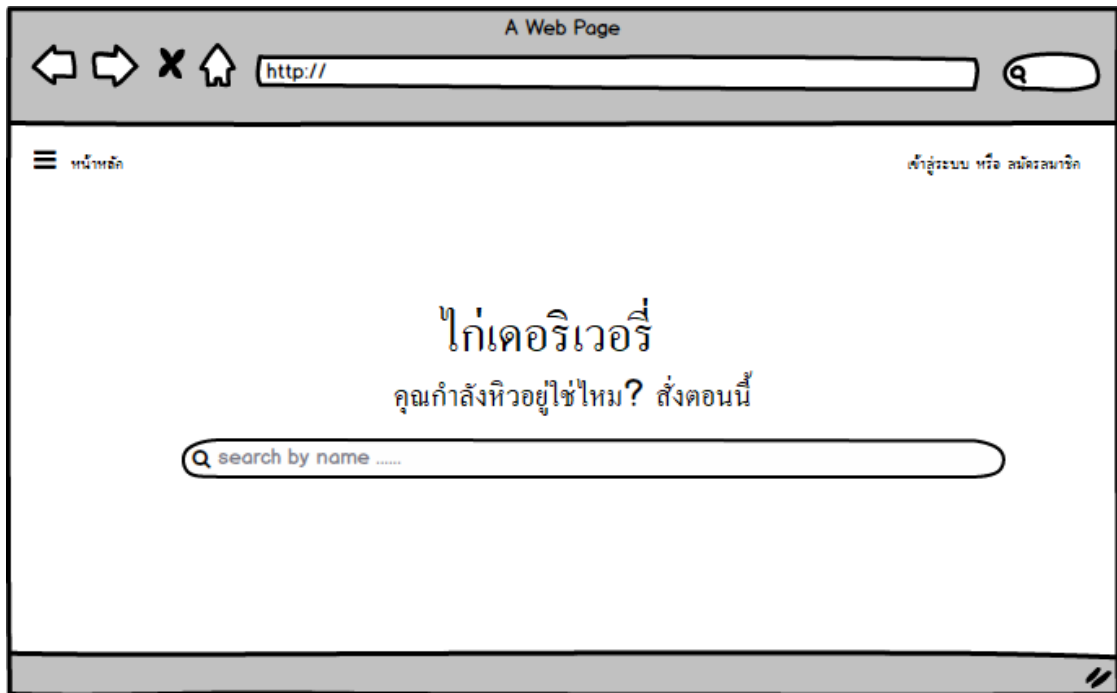 A Web Page
http://
หน้าหลัก
เข้าสู่ระบบ หรือ สมัครสมาชิก
ไก่เดอริเวอรี่
คุณกำลังหิวอยู่ใช่ไหม? สั่งตอนนี้
search by name ......